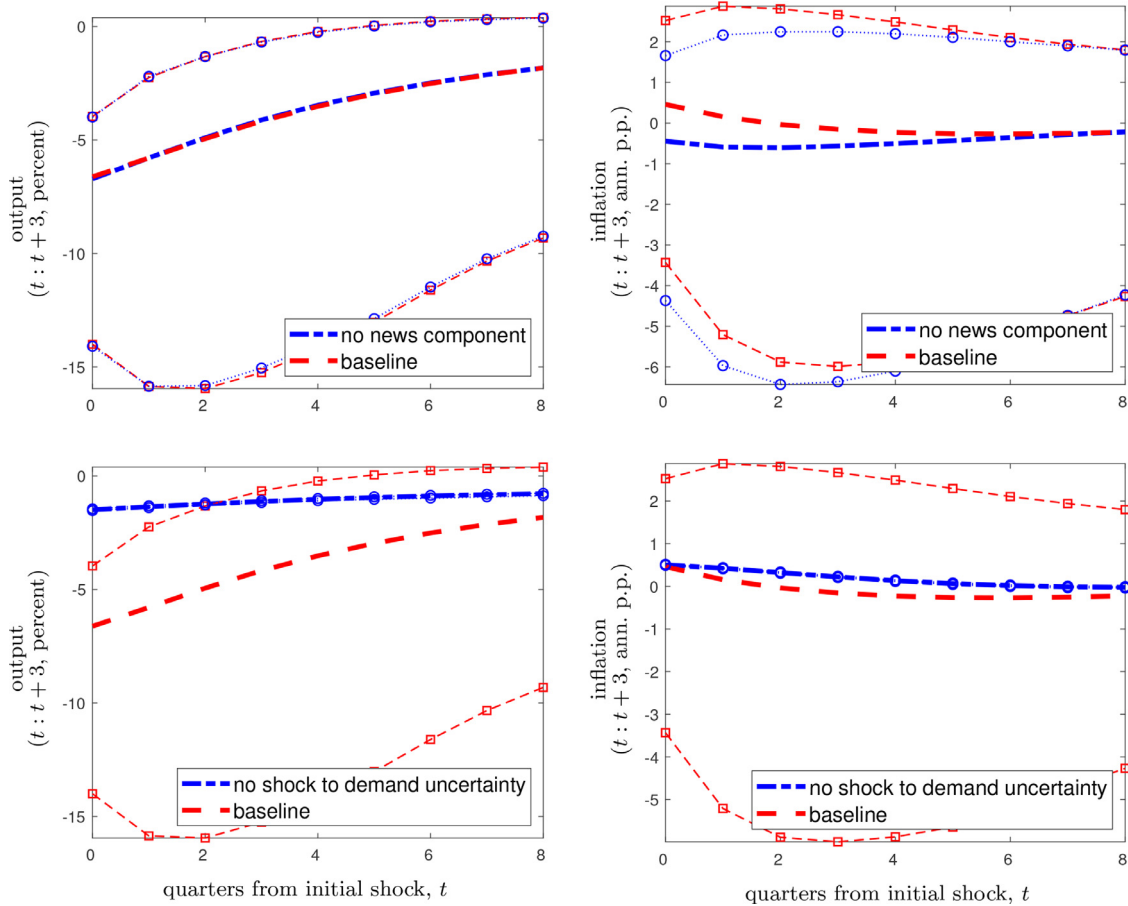 output
(t : t + 3, percent)
0
-5
-10
-15
0
2
4
6
8
no news component
baseline
inflation
(t : t + 3, ann. p.p.)
2
1
0
-1
-2
-3
-4
-5
-6
0
2
4
6
8
no news component
baseline
output
(t : t + 3, percent)
0
-5
-10
-15
0
2
4
6
8
no shock to demand uncertainty
baseline
quarters from initial shock, t
inflation
(t : t + 3, ann. p.p.)
2
1
0
-1
-2
-3
-4
-5
0
2
4
6
8
no shock to demand uncertainty
baseline
quarters from initial shock, t